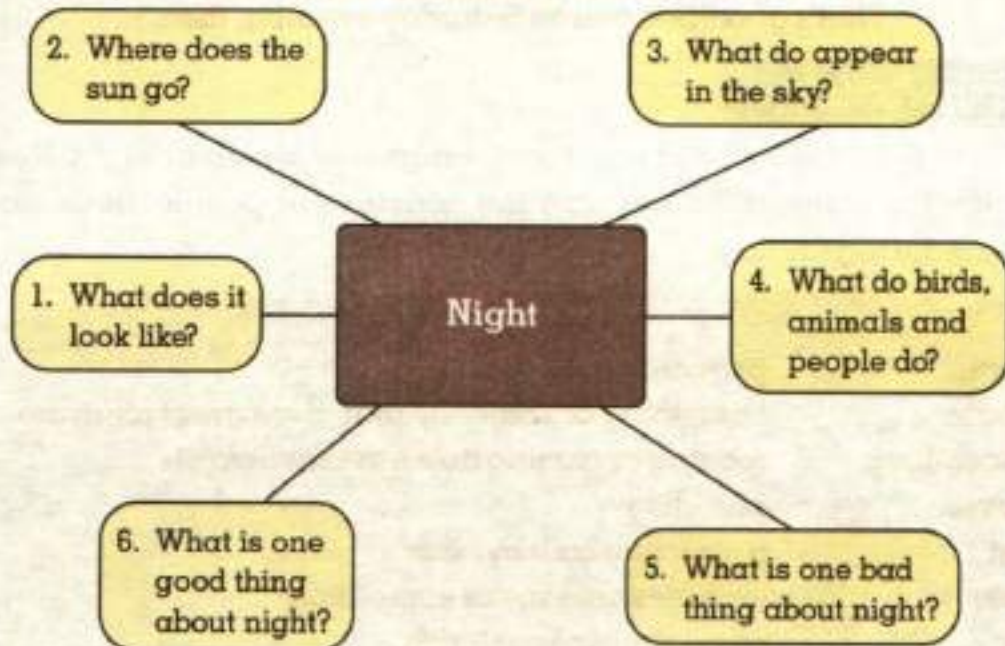 2. Where does the
sun go?
3. What do appear
in the sky?
1. What does it
look like?
Night
4. What do birds,
animals and
people do?
6. What is one
good thing
about night?
5. What is one bad
thing about night?